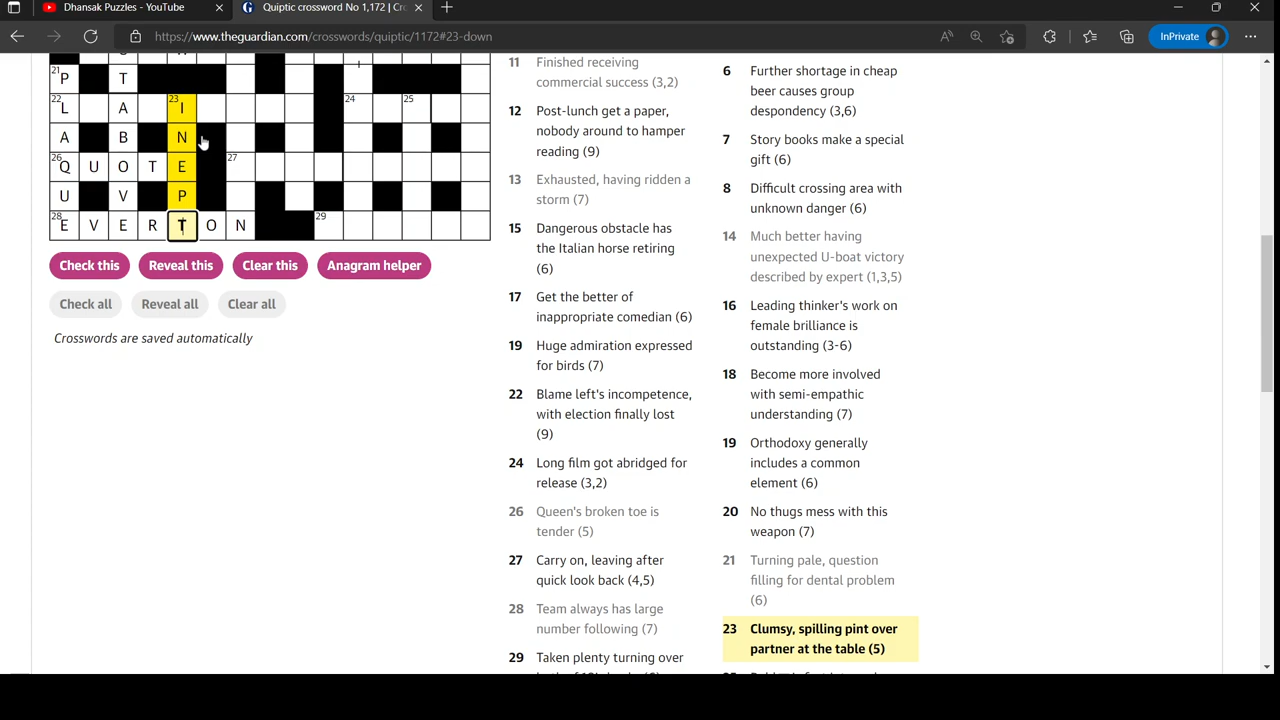 Dhansak Puzzles - YouTube
Quiptic crossword No 1,172 | Cr
https://www.theguardian.com/crosswords/quiptic/1172#23-down
InPrivate
21 P T
22 L A 23 I 24 25
A B N
26 Q U O T E 27
U V P
28 E V E R T O N 29
Check this
Reveal this
Clear this
Anagram helper
Check all
Reveal all
Clear all
Crosswords are saved automatically
11 Finished receiving
commercial success (3,2)
12 Post-lunch get a paper,
nobody around to hamper
reading (9)
13 Exhausted, having ridden a
storm (7)
15 Dangerous obstacle has
the Italian horse retiring
(6)
17 Get the better of
inappropriate comedian (6)
19 Huge admiration expressed
for birds (7)
22 Blame left's incompetence,
with election finally lost
(9)
24 Long film got abridged for
release (3,2)
26 Queen's broken toe is
tender (5)
27 Carry on, leaving after
quick look back (4,5)
28 Team always has large
number following (7)
29 Taken plenty turning over
6 Further shortage in cheap
beer causes group
despondency (3,6)
7 Story books make a special
gift (6)
8 Difficult crossing area with
unknown danger (6)
14 Much better having
unexpected U-boat victory
described by expert (1,3,5)
16 Leading thinker's work on
female brilliance is
outstanding (3-6)
18 Become more involved
with semi-empathic
understanding (7)
19 Orthodoxy generally
includes a common
element (6)
20 No thugs mess with this
weapon (7)
21 Turning pale, question
filling for dental problem
(6)
23 Clumsy, spilling pint over
partner at the table (5)